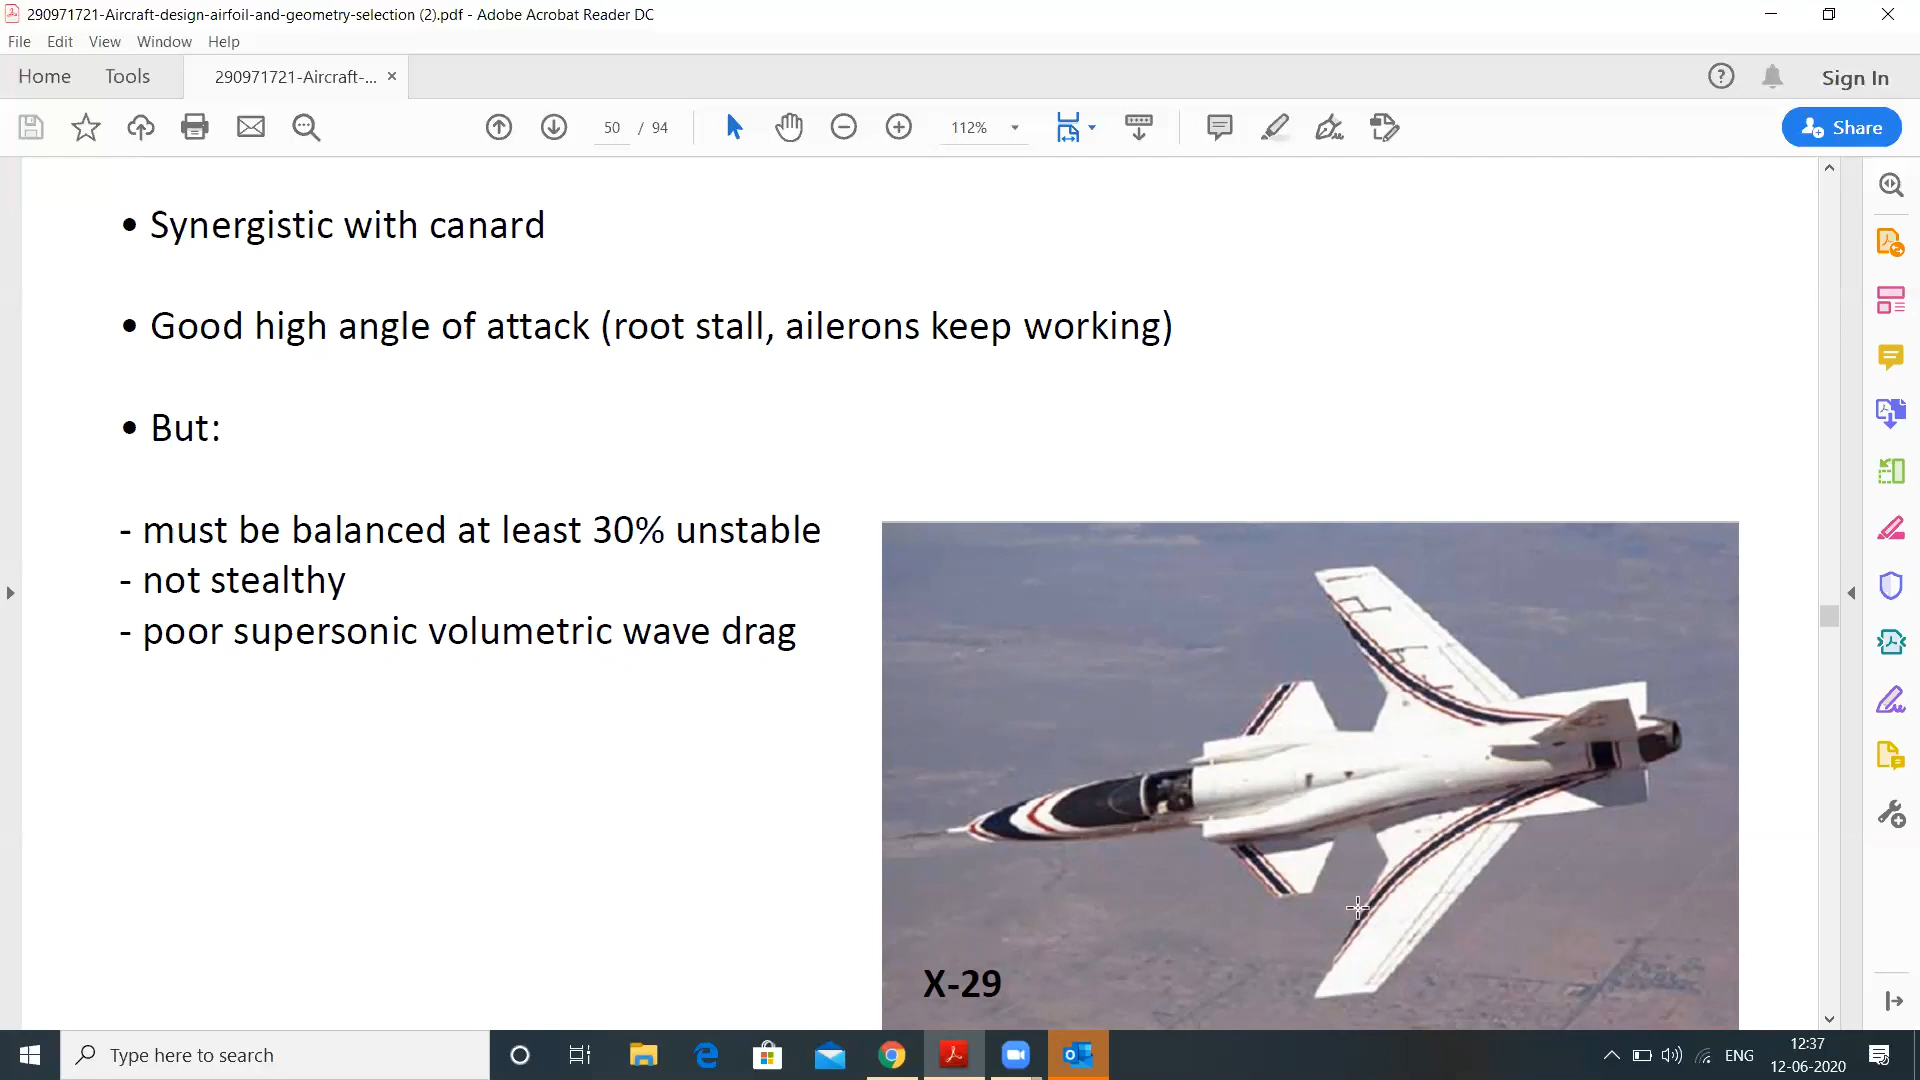 290971721-Aircraft-design-airfoil-and-geometry-selection (2).pdf - Adobe Acrobat Reader DC
File Edit View Window Help
Home Tools 290971721-Aircraft-... × Sign In
50 / 94 112% Share
• Synergistic with canard
• Good high angle of attack (root stall, ailerons keep working)
• But:
- must be balanced at least 30% unstable
- not stealthy
- poor supersonic volumetric wave drag
X-29
Type here to search
ENG
12:37
12-06-2020